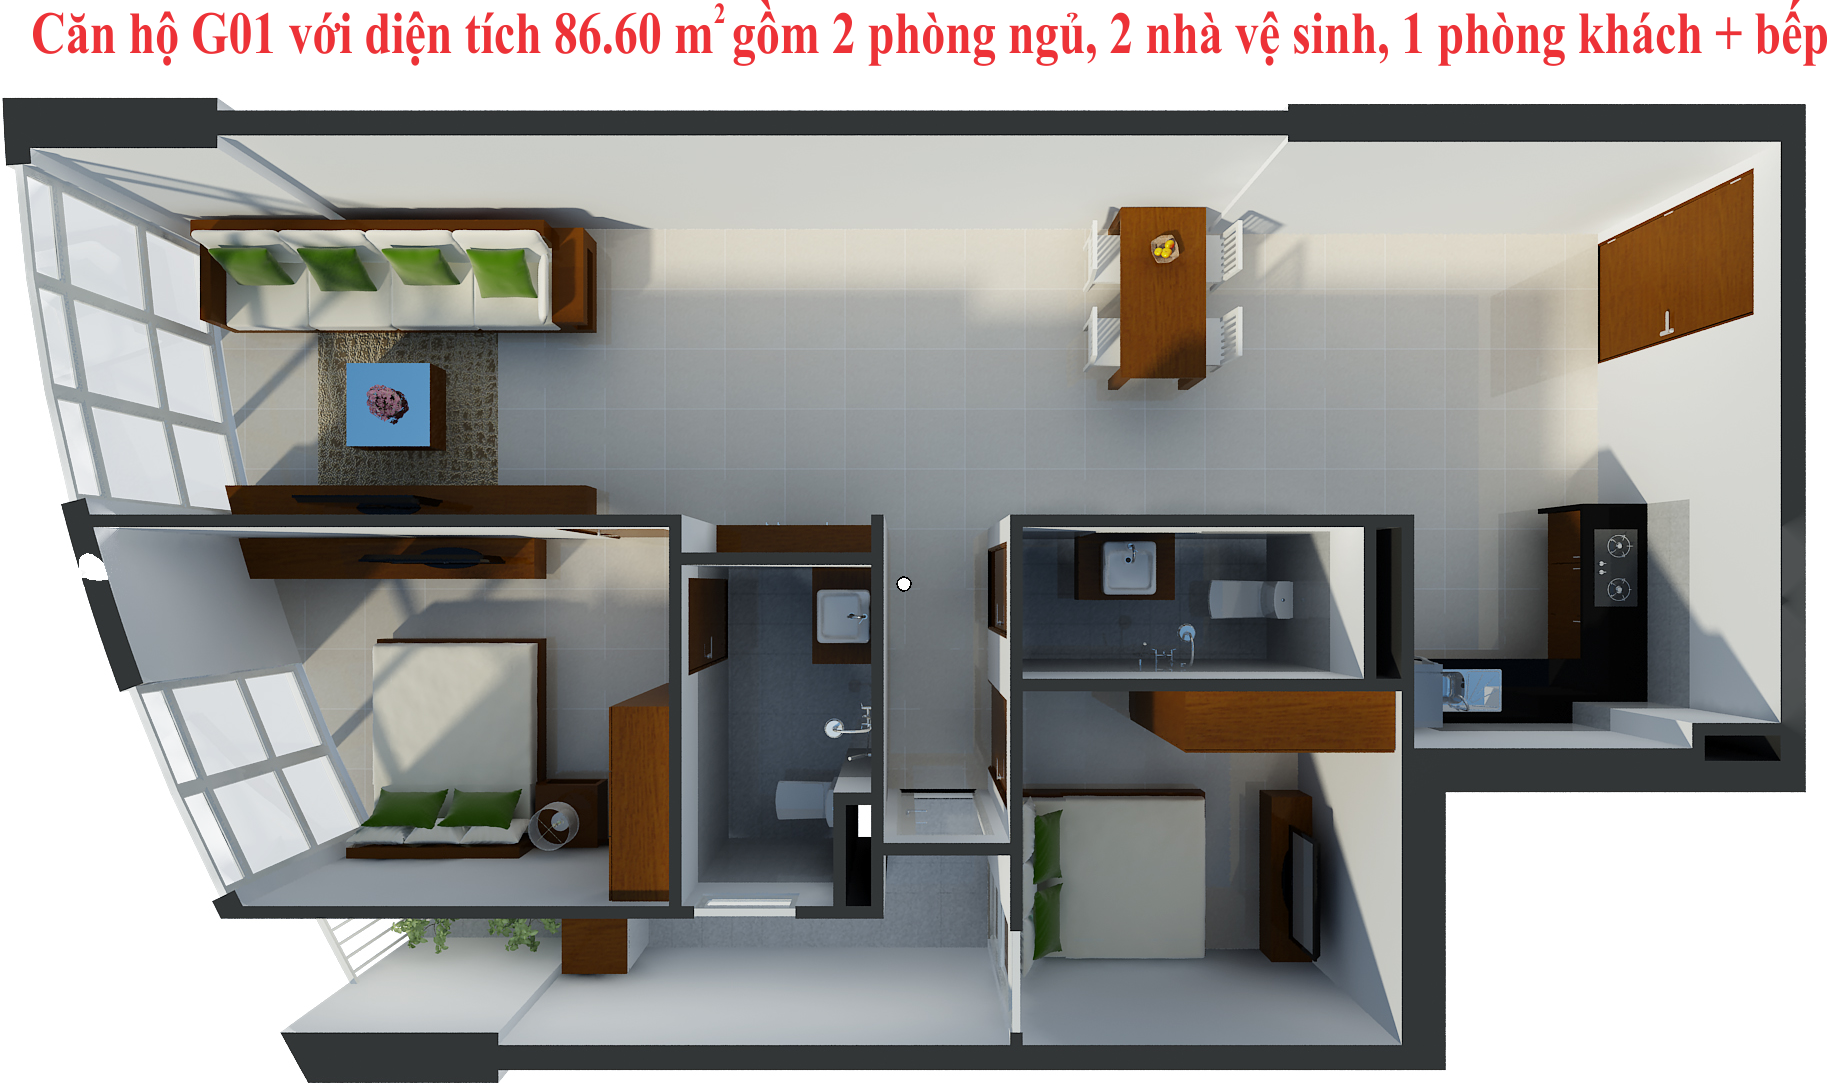 Căn hộ G01 với diện tích 86.60 m² gồm 2 phòng ngủ, 2 nhà vệ sinh, 1 phòng khách + bếp